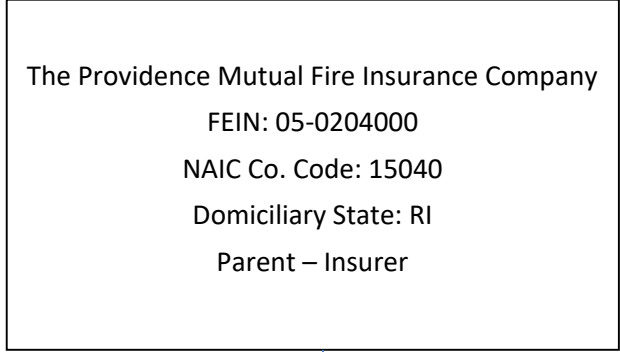 The Providence Mutual Fire Insurance Company
FEIN: 05-0204000
NAIC Co. Code: 15040
Domiciliary State: RI
Parent – Insurer